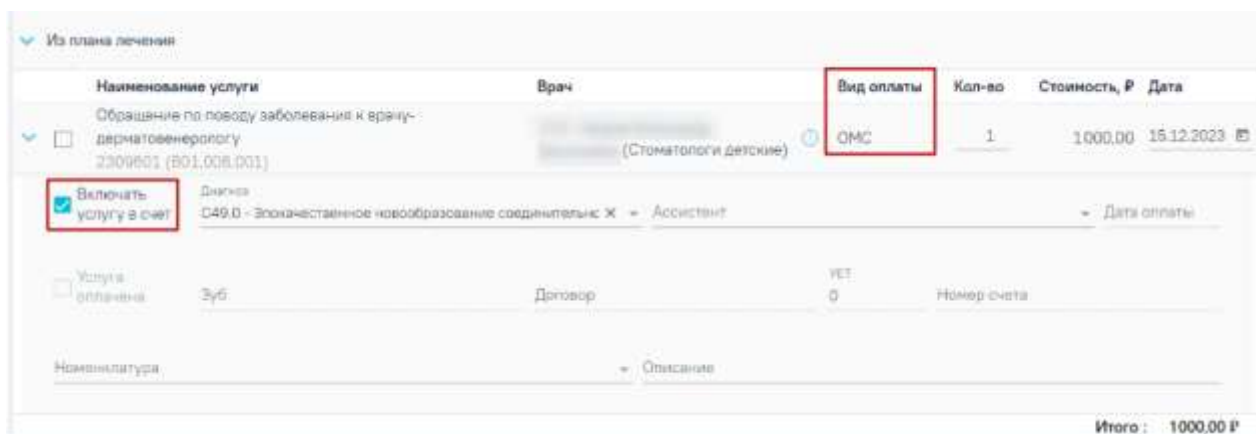 Из плана лечения
Наименование услуги Врач Вид оплаты Кол-во Стоимость, ₽ Дата
Обращение по поводу заболевания к врачу-
дерматовенерологу
2309601 (B01.008.001)
(Стоматологи детские) ОМС 1 1000,00 15.12.2023
Включать
услугу в счет
Диагноз
C49.0 - Злокачественное новообразование соединительнс Ассистент Дата оплаты
Услуга
оплачена
Зуб Договор
УЕТ
0 Номер счета
Номенклатура Описание
Итого : 1000,00 ₽